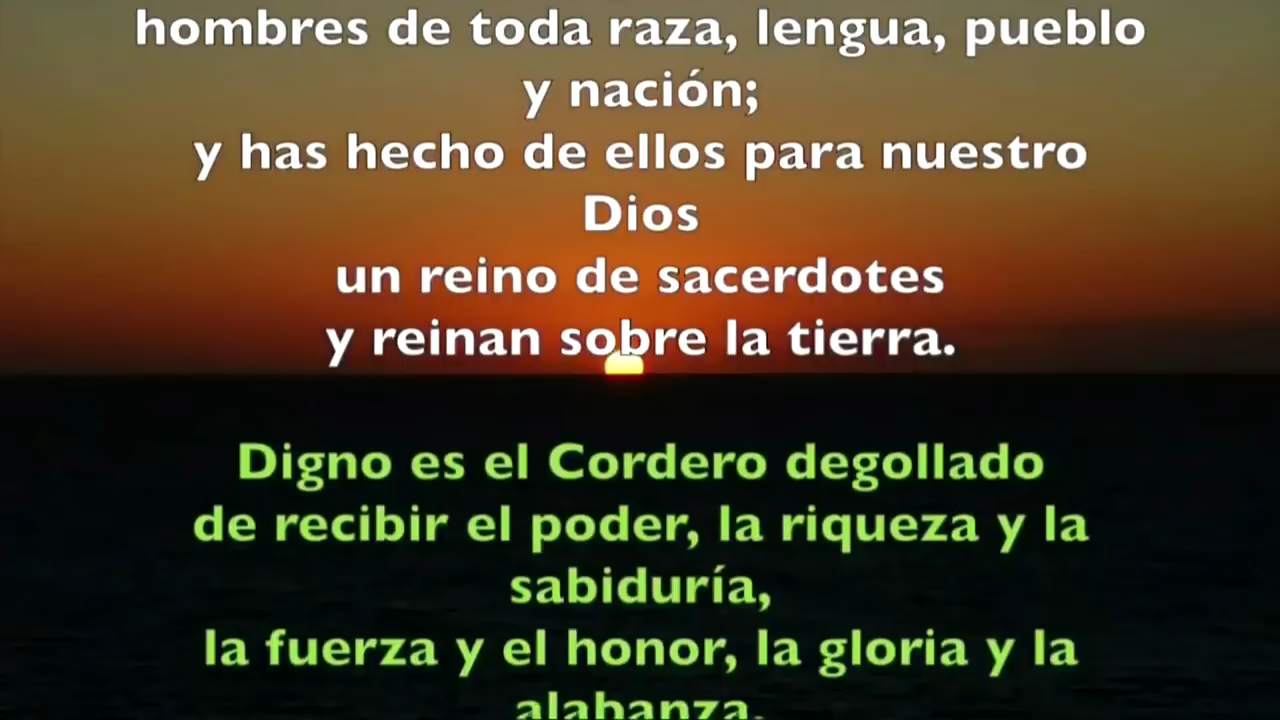 hombres de toda raza, lengua, pueblo
y nación;
y has hecho de ellos para nuestro
Dios
un reino de sacerdotes
y reinan sobre la tierra.
Digno es el Cordero degollado
de recibir el poder, la riqueza y la
sabiduría,
la fuerza y el honor, la gloria y la
alabanza.